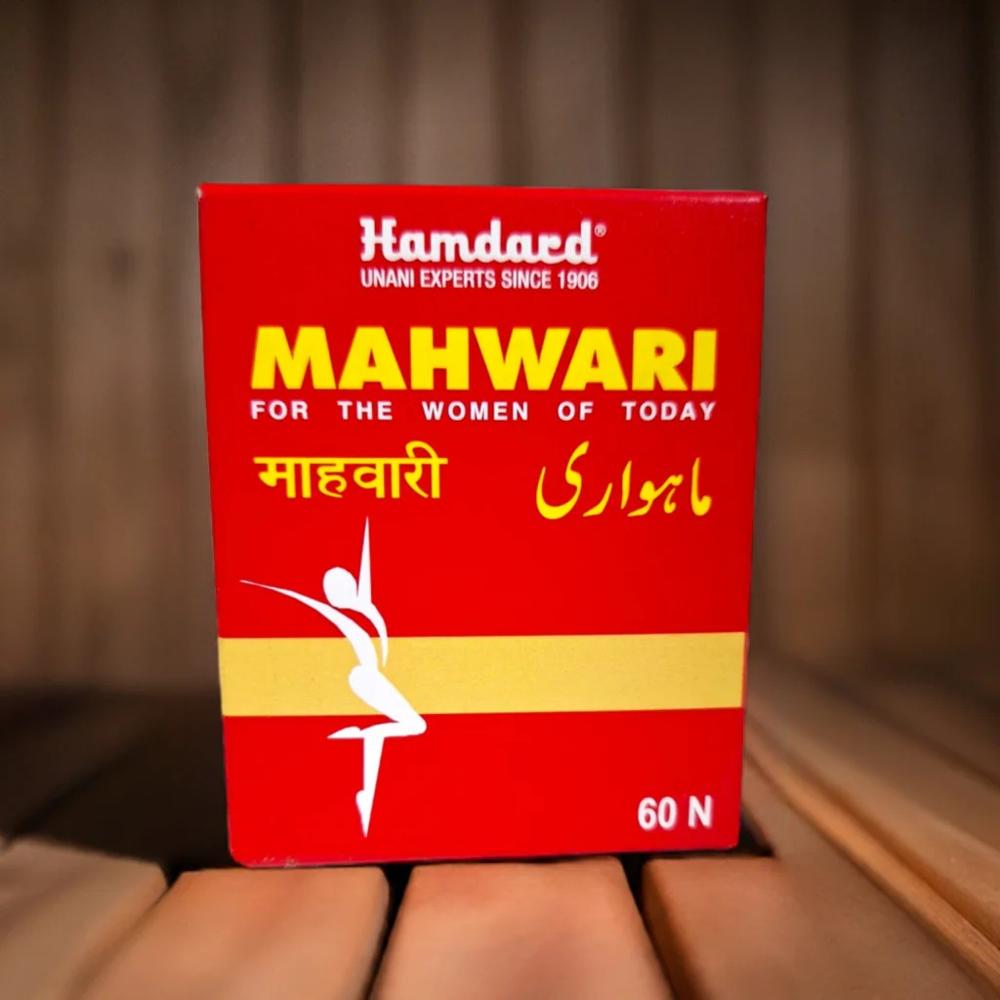 Hamdard®
UNANI EXPERTS SINCE 1906
MAHWARI
FOR THE WOMEN OF TODAY
माहवारी ماہواری
60 N